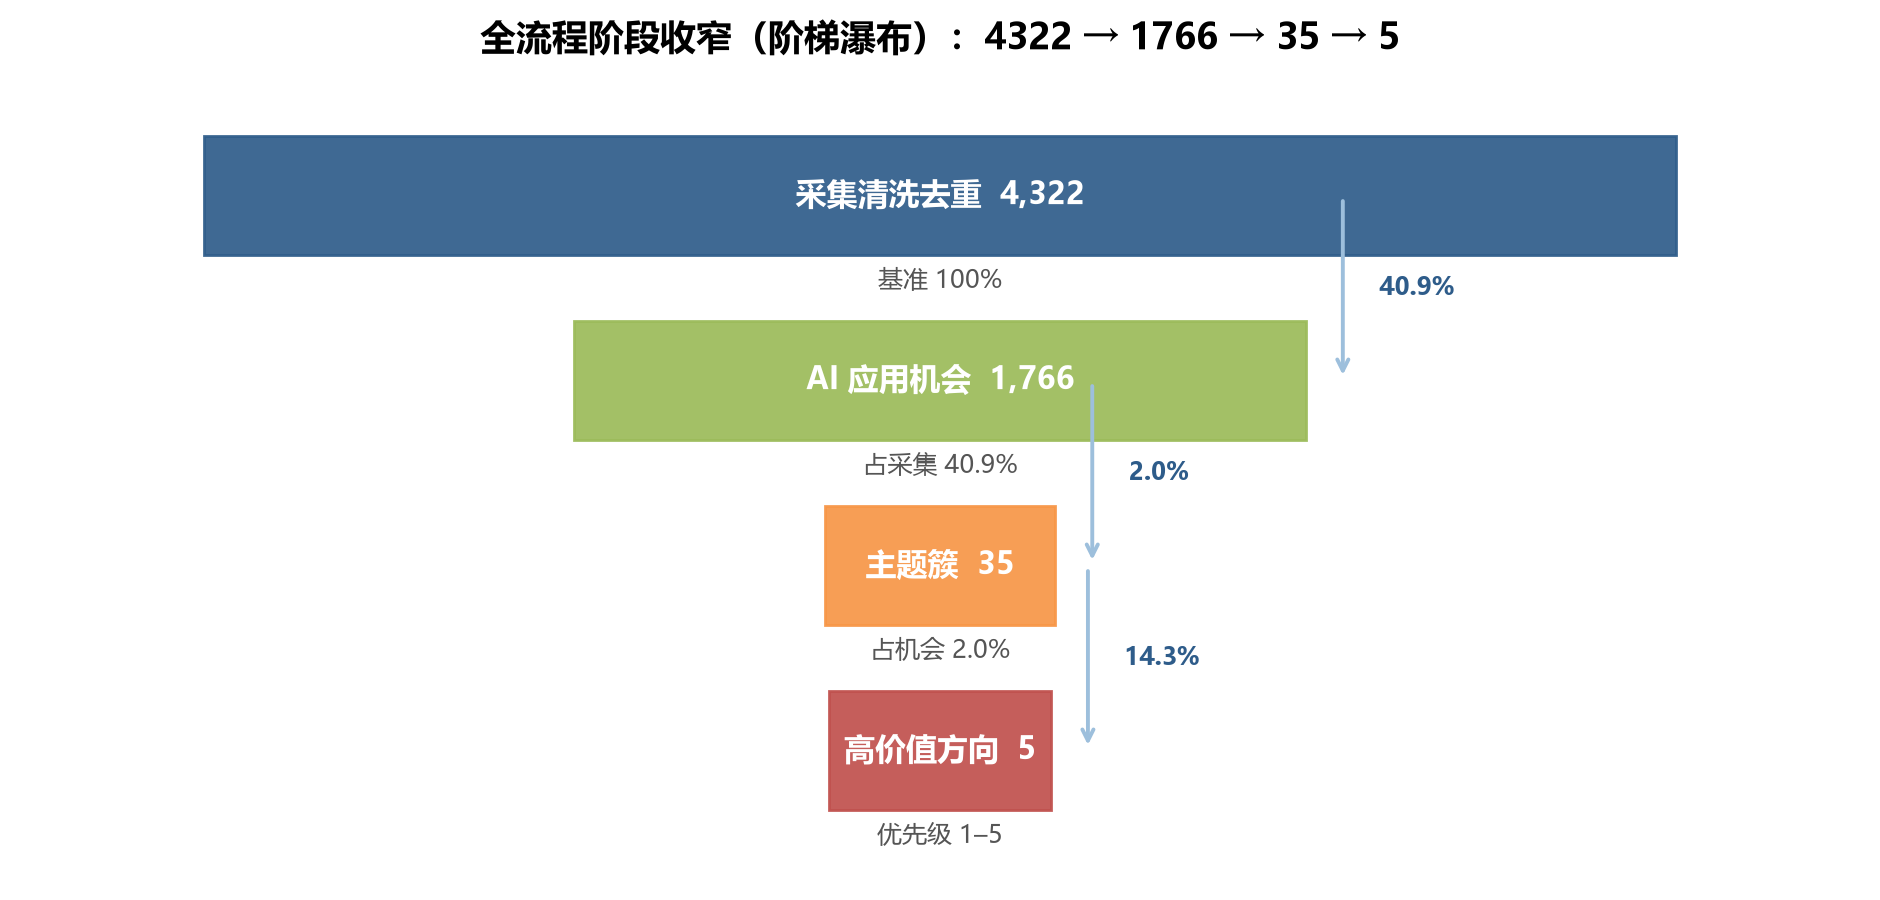 全流程阶段收窄（阶梯瀑布）：4322 → 1766 → 35 → 5
采集清洗去重 4,322
基准 100%
40.9%
AI 应用机会 1,766
占采集 40.9%
2.0%
主题簇 35
占机会 2.0%
14.3%
高价值方向 5
优先级 1–5